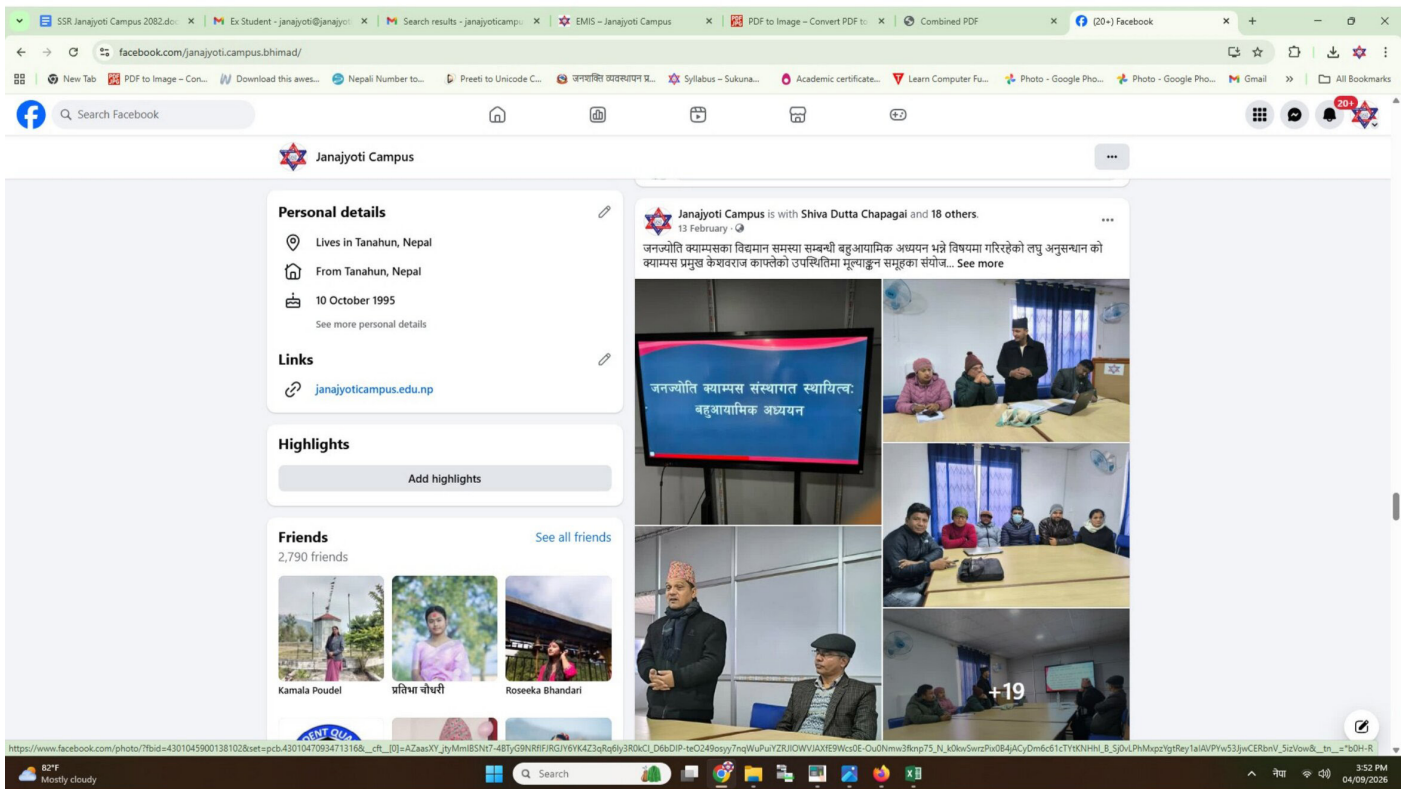 SSR Janajyoti Campus 2082.doc
Ex Student - janajyoti@janajyoti
Search results - janajyoticampu
EMIS – Janajyoti Campus
PDF to Image – Convert PDF to
Combined PDF
(20+) Facebook
facebook.com/janajyoti.campus.bhimad/
New Tab
PDF to Image – Con...
Download this awes...
Nepali Number to...
Preeti to Unicode C...
जनशक्ति व्यवस्थापन प्र...
Syllabus – Sukuna...
Academic certificate...
Learn Computer Fu...
Photo - Google Pho...
Photo - Google Pho...
Gmail
All Bookmarks
Search Facebook
20+
Janajyoti Campus
Personal details
Lives in Tanahun, Nepal
From Tanahun, Nepal
10 October 1995
See more personal details
Links
janajyoticampus.edu.np
Highlights
Add highlights
Friends
See all friends
2,790 friends
Kamala Poudel
प्रतिभा चौधरी
Roseeka Bhandari
Janajyoti Campus is with Shiva Dutta Chapagai and 18 others.
13 February
जनज्योति क्याम्पसका विद्यमान समस्या सम्बन्धी बहुआयामिक अध्ययन भन्ने विषयमा गरिरहेको लघु अनुसन्धान को
क्याम्पस प्रमुख केशवराज काफ्लेको उपस्थितिमा मूल्याङ्कन समूहका संयोज... See more
जनज्योति क्याम्पस संस्थागत स्थायित्व:
बहुआयामिक अध्ययन
+19
82°F
Mostly cloudy
Search
नेपा
3:52 PM
04/09/2026